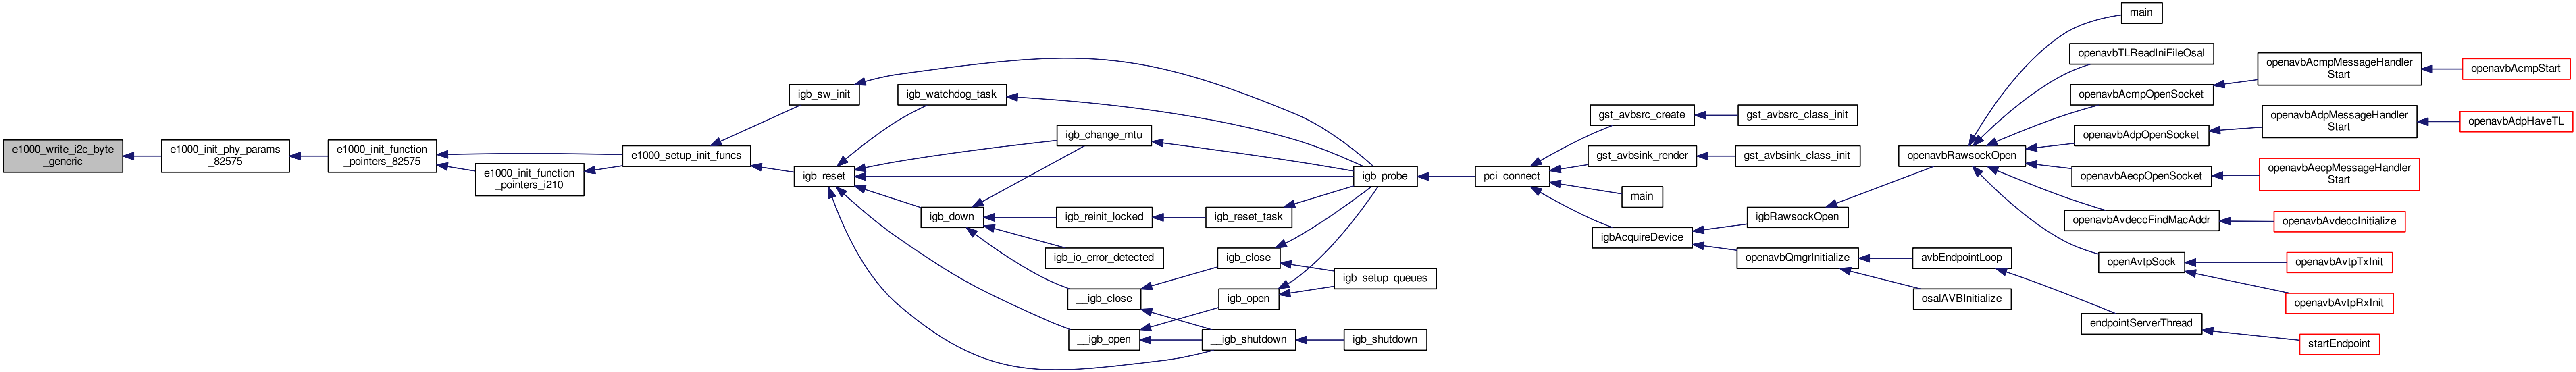 e1000_write_i2c_byte
_generic
e1000_init_phy_params
_82575
e1000_init_function
_pointers_82575
e1000_init_function
_pointers_i210
e1000_setup_init_funcs
igb_sw_init
igb_reset
igb_watchdog_task
igb_change_mtu
igb_down
igb_reinit_locked
igb_reset_task
igb_io_error_detected
__igb_close
__igb_open
igb_close
igb_open
__igb_shutdown
igb_probe
igb_setup_queues
igb_shutdown
pci_connect
gst_avbsrc_create
gst_avbsrc_class_init
gst_avbsink_render
gst_avbsink_class_init
main
igbAcquireDevice
igbRawsockOpen
openavbQmgrInitialize
avbEndpointLoop
osalAVBInitialize
openavbRawsockOpen
main
openavbTLReadIniFileOsal
openavbAcmpOpenSocket
openavbAcmpMessageHandler
Start
openavbAcmpStart
openavbAdpOpenSocket
openavbAdpMessageHandler
Start
openavbAdpHaveTL
openavbAecpOpenSocket
openavbAecpMessageHandler
Start
openavbAvdeccFindMacAddr
openavbAvdeccInitialize
openAvtpSock
openavbAvtpTxInit
openavbAvtpRxInit
endpointServerThread
startEndpoint